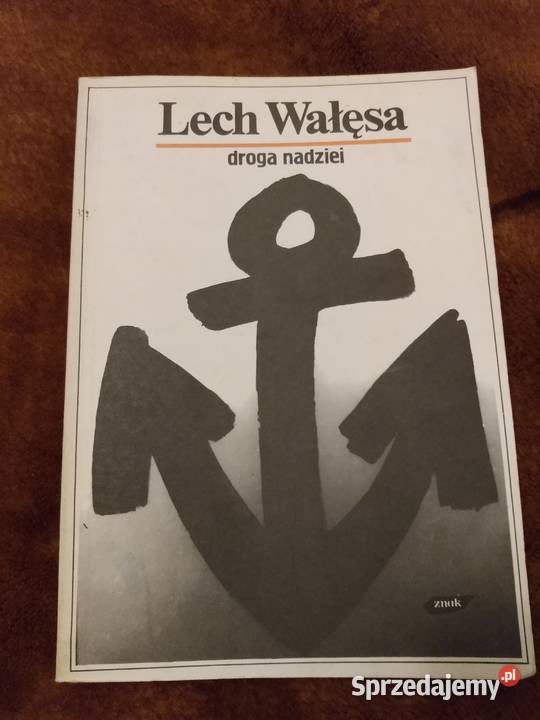 Lech Wałęsa
droga nadziei
znak
Sprzedajemy.pl